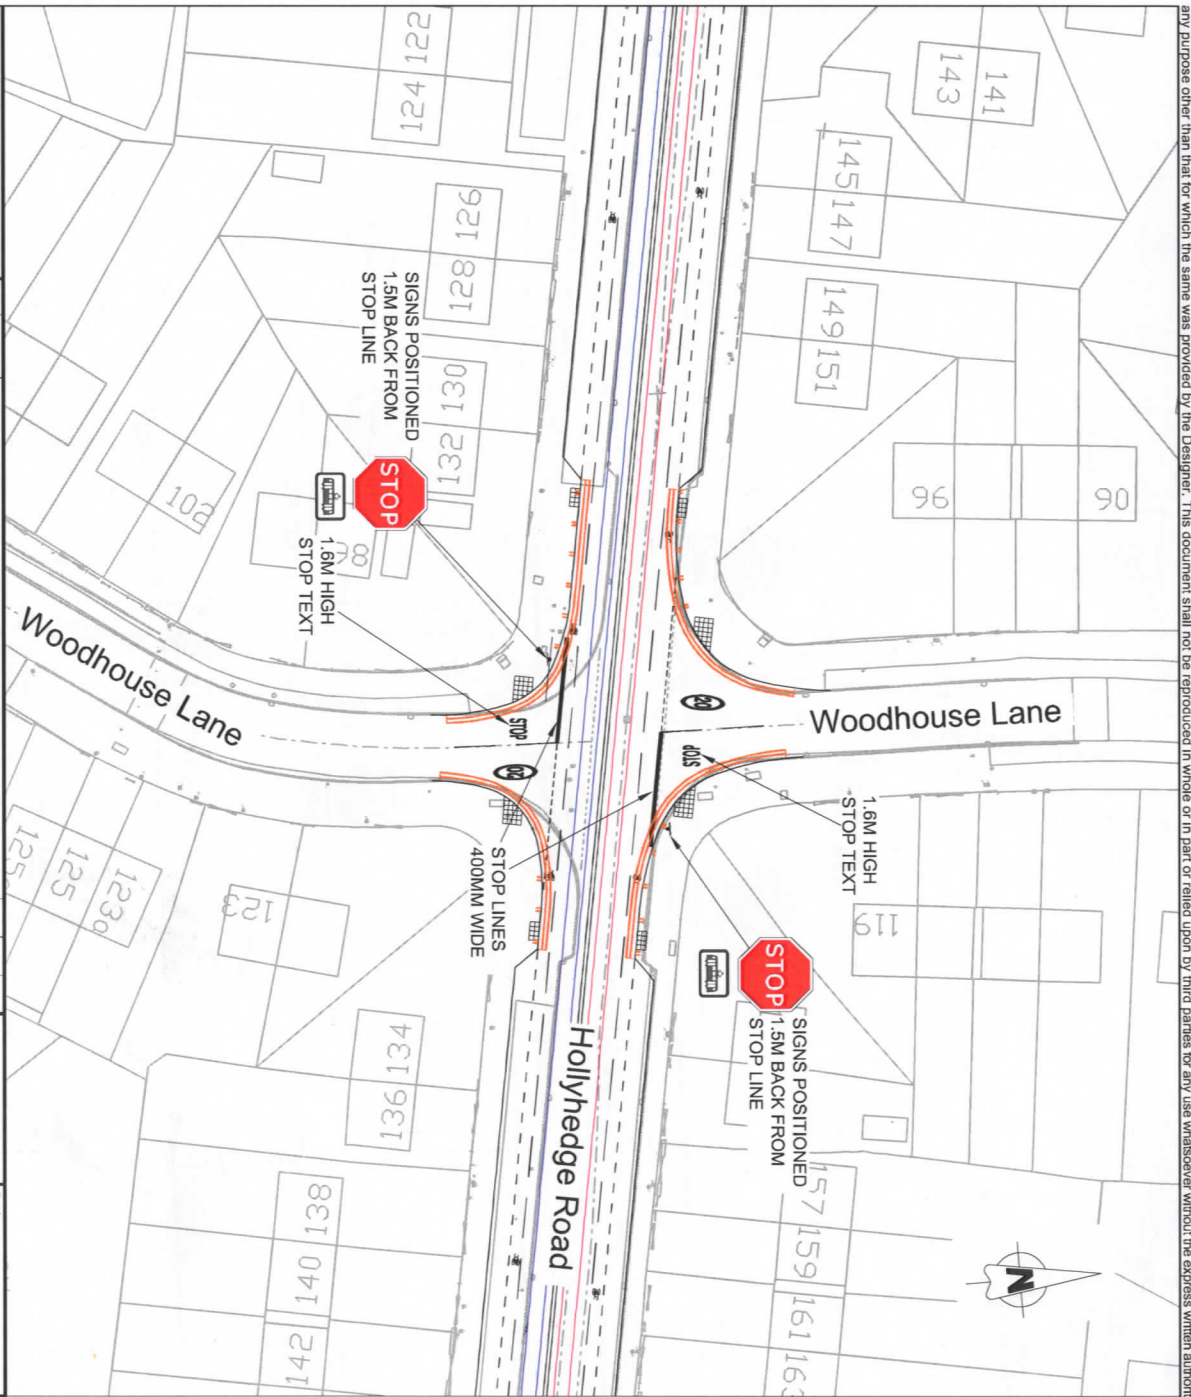 any purpose other than that for which the same was provided by the Designer. This document shall not be reproduced in whole or in part or relied upon by third parties for any use whatsoever without the express written
141
143
145
147
149
151
96
90
122
124
126
128
130
132
102
98
SIGNS POSITIONED
1.5M BACK FROM
STOP LINE
STOP
1.6M HIGH
STOP TEXT
Woodhouse Lane
STOP
20
20
STOP
Woodhouse Lane
1.6M HIGH
STOP TEXT
STOP LINES
400MM WIDE
119
STOP
SIGNS POSITIONED
1.5M BACK FROM
STOP LINE
Hollyhedge Road
125
123a
123
134
136
138
140
142
157
159
161
N